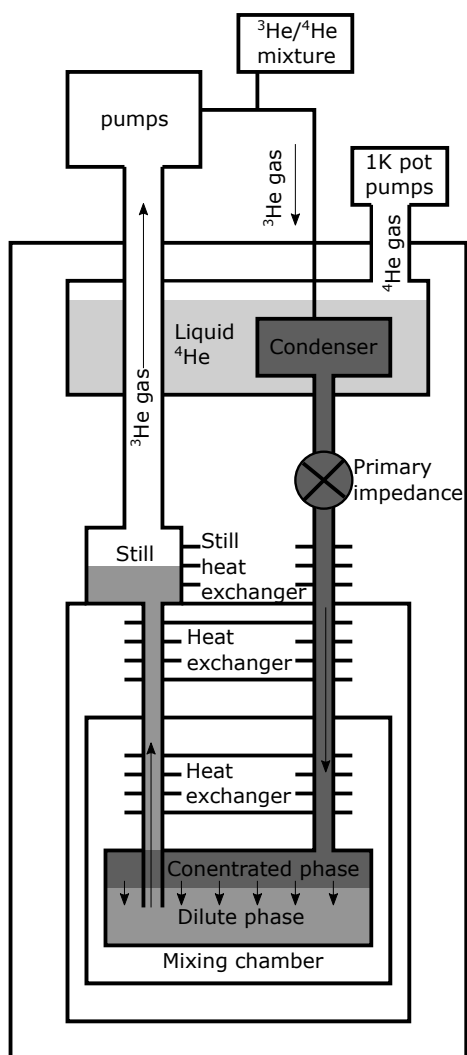 ³He/⁴He
mixture
pumps
³He gas
1K pot
pumps
⁴He gas
Liquid
⁴He
Condenser
³He gas
Primary
impedance
Still
Still
heat
exchanger
Heat
exchanger
Heat
exchanger
Conentrated phase
Dilute phase
Mixing chamber